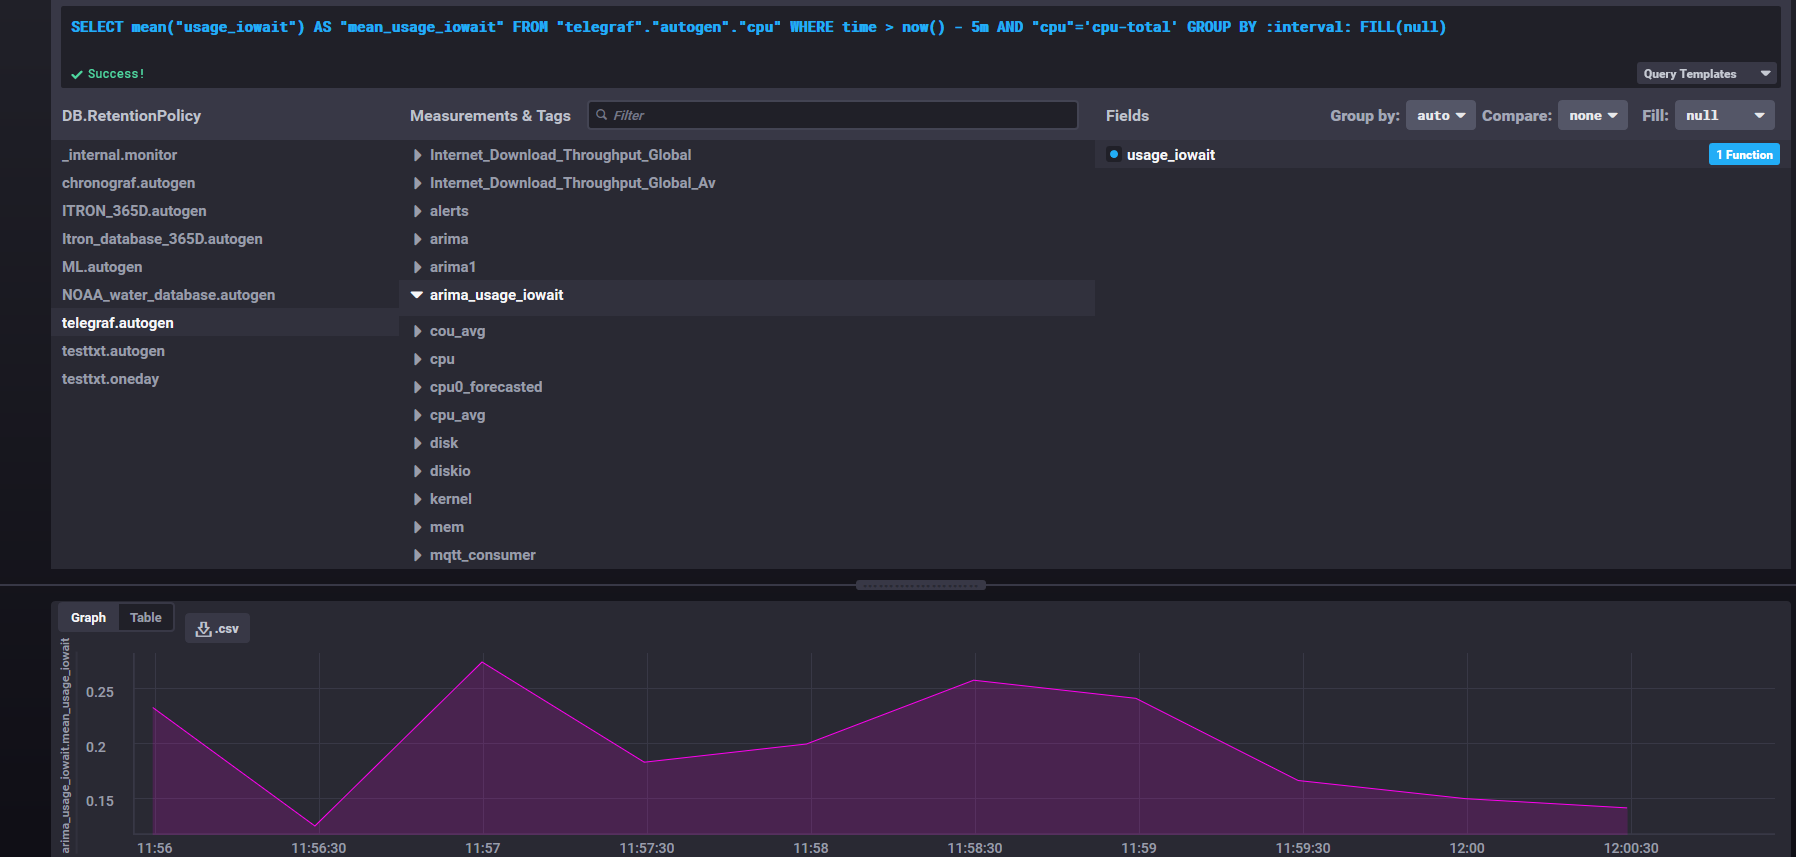 SELECT mean("usage_iowait") AS "mean_usage_iowait" FROM "telegraf"."autogen"."cpu" WHERE time > now() - 5m AND "cpu"='cpu-total' GROUP BY :interval: FILL(null)
Success!
Query Templates
DB.RetentionPolicy
_internal.monitor
chronograf.autogen
ITRON_365D.autogen
Itron_database_365D.autogen
ML.autogen
NOAA_water_database.autogen
telegraf.autogen
testtxt.autogen
testtxt.oneday
Measurements & Tags
Filter
Internet_Download_Throughput_Global
Internet_Download_Throughput_Global_Av
alerts
arima
arima1
arima_usage_iowait
cou_avg
cpu
cpu0_forecasted
cpu_avg
disk
diskio
kernel
mem
mqtt_consumer
Fields
Group by: auto
Compare: none
Fill: null
usage_iowait
1 Function
Graph
Table
.csv
arima_usage_iowait.mean_usage_iowait
0.25
0.2
0.15
11:56
11:56:30
11:57
11:57:30
11:58
11:58:30
11:59
11:59:30
12:00
12:00:30